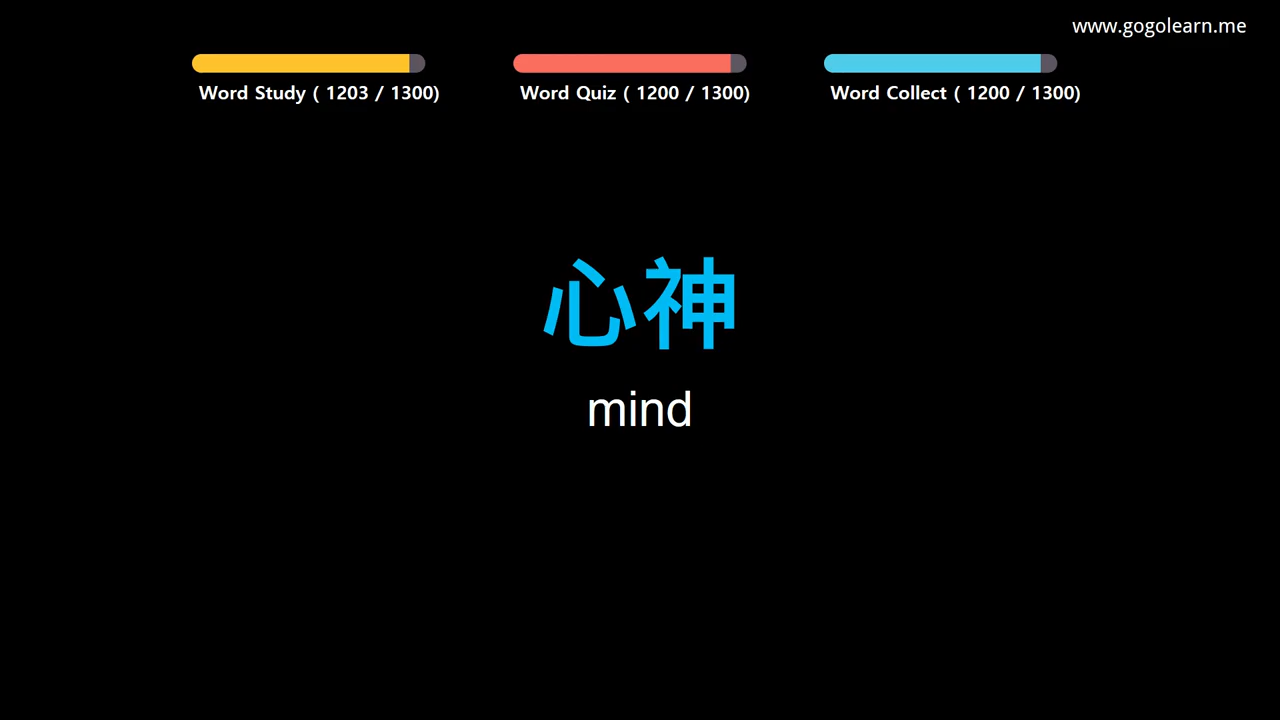 www.gogolearn.me
Word Study ( 1203 / 1300)
Word Quiz ( 1200 / 1300)
Word Collect ( 1200 / 1300)
心神
mind